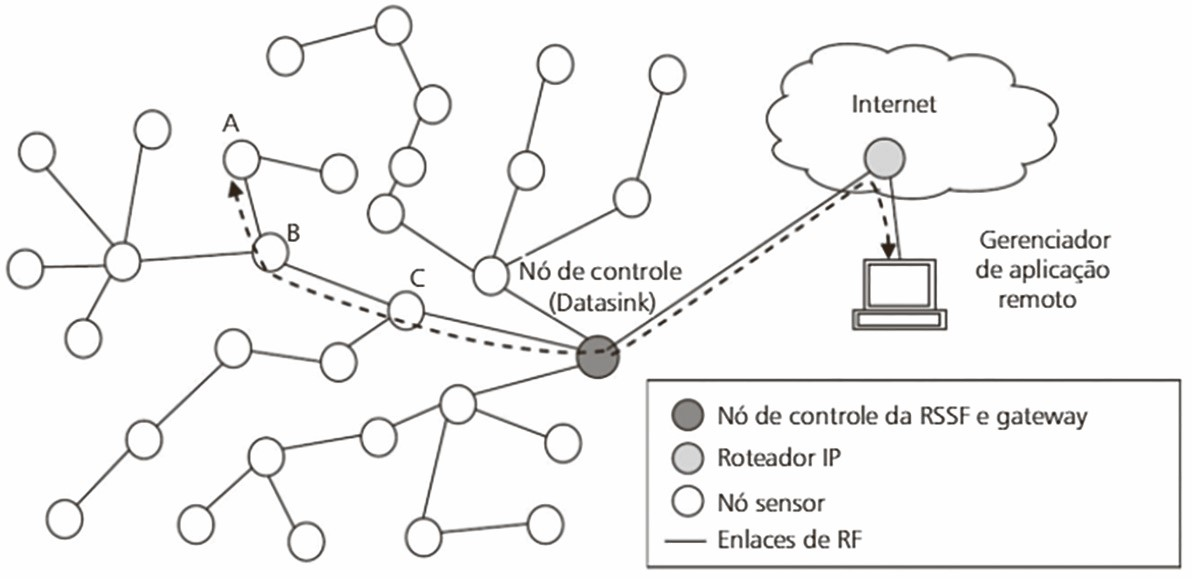 A
B
C
Nó de controle
(Datasink)
Internet
Gerenciador
de aplicação
remoto
Nó de controle da RSSF e gateway
Roteador IP
Nó sensor
Enlaces de RF